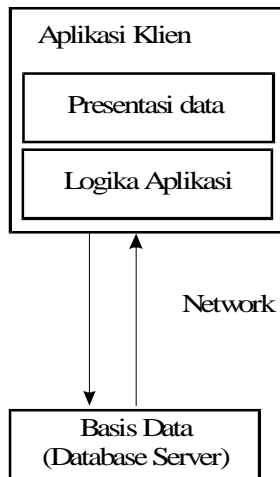 Aplikasi Klien
Presentasi data
Logika Aplikasi
Network
Basis Data
(Database Server)